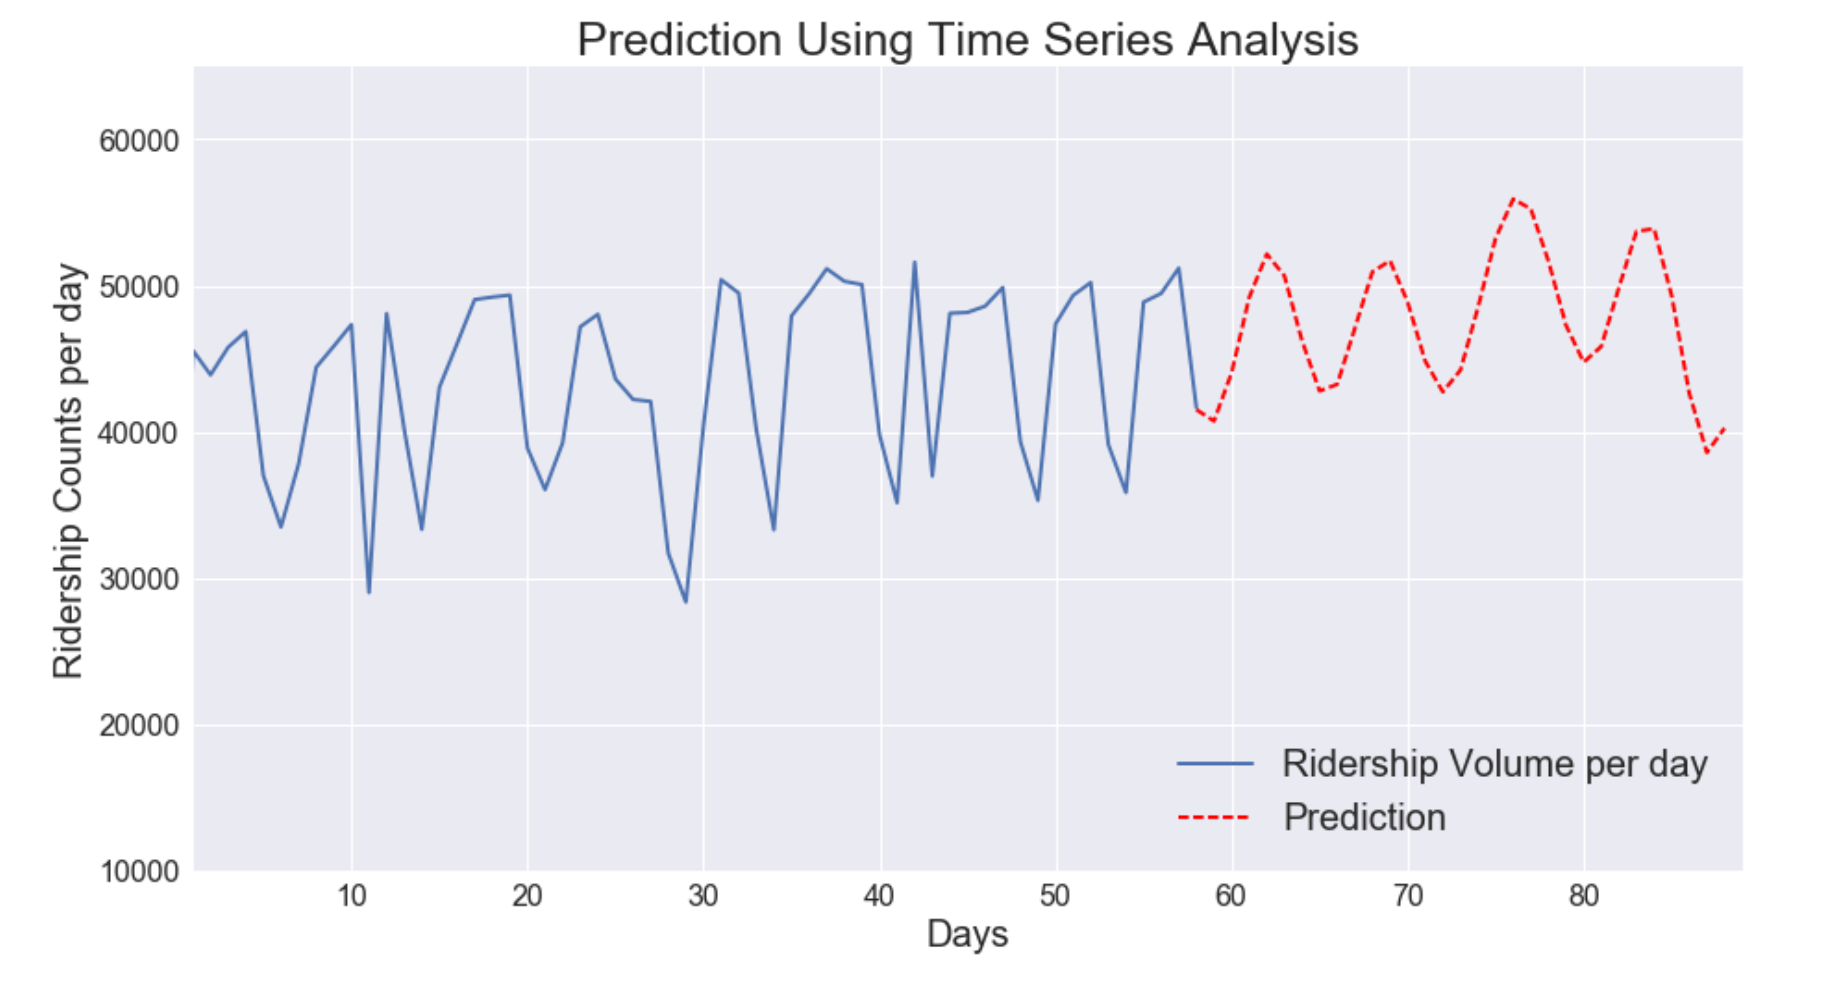 Prediction Using Time Series Analysis
Ridership Counts per day
60000
50000
40000
30000
20000
10000
Ridership Volume per day
Prediction
10 20 30 40 50 60 70 80
Days